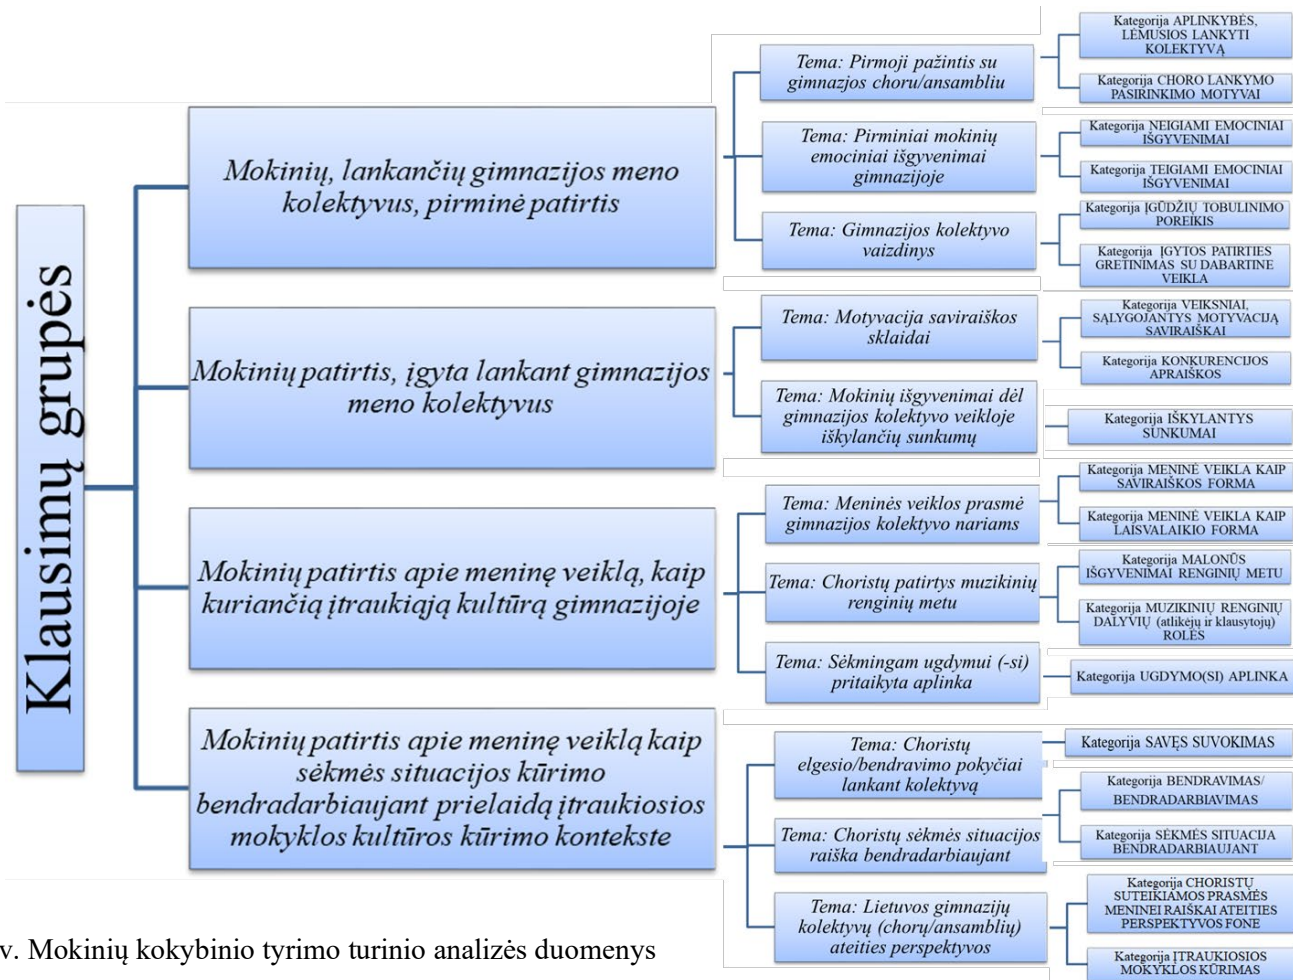 Klausimų grupės
Mokinių, lankančių gimnazijos meno
kolektyvus, pirminė patirtis
Tema: Pirmoji pažintis su
gimnazjos choru/ansambliu
Kategorija APLINKYBĖS,
LĖMUSIOS LANKYTI
KOLEKTYVĄ
Kategorija CHORO LANKYMO
PASIRINKIMO MOTYVAI
Tema: Pirminiai mokinių
emociniai išgyvenimai
gimnazijoje
Kategorija NEIGIAMI EMOCINIAI
IŠGYVENIMAI
Kategorija TEIGIAMI EMOCINIAI
IŠGYVENIMAI
Tema: Gimnazijos kolektyvo
vaizdinys
Kategorija ĮGŪDŽIŲ TOBULINIMO
POREIKIS
Kategorija ĮGYTOS PATIRTIES
GRETINIMAS SU DABARTINE
VEIKLA
Mokinių patirtis, įgyta lankant gimnazijos
meno kolektyvus
Tema: Motyvacija saviraiškos
sklaidai
Kategorija VEIKSNIAI,
SĄLYGOJANTYS MOTYVACIJĄ
SAVIRAIŠKAI
Kategorija KONKURENCIJOS
APRAIŠKOS
Tema: Mokinių išgyvenimai dėl
gimnazijos kolektyvo veikloje
iškylančių sunkumų
Kategorija IŠKYLANTYS
SUNKUMAI
Mokinių patirtis apie meninę veiklą, kaip
kuriančią įtraukiąją kultūrą gimnazijoje
Tema: Meninės veiklos prasmė
gimnazijos kolektyvo nariams
Kategorija MENINĖ VEIKLA KAIP
SAVIRAIŠKOS FORMA
Kategorija MENINĖ VEIKLA KAIP
LAISVALAIKIO FORMA
Tema: Choristų patirtys muzikinių
renginių metu
Kategorija MALONŪS
IŠGYVENIMAI RENGINIŲ METU
Kategorija MUZIKINIŲ RENGINIŲ
DALYVIŲ (atlikėjų ir klausytojų)
ROLĖS
Tema: Sėkmingam ugdymui (-si)
pritaikyta aplinka
Kategorija UGDYMO(SI) APLINKA
Mokinių patirtis apie meninę veiklą kaip
sėkmės situacijos kūrimo
bendradarbiaujant prielaidą įtraukiosios
mokyklos kultūros kūrimo kontekste
Tema: Choristų
elgesio/bendravimo pokyčiai
lankant kolektyvą
Kategorija SAVĘS SUVOKIMAS
Kategorija BENDRAVIMAS/
BENDRADARBIAVIMAS
Tema: Choristų sėkmės situacijos
raiška bendradarbiaujant
Kategorija SĖKMĖS SITUACIJA
BENDRADARBIAUJANT
Tema: Lietuvos gimnazijų
kolektyvų (chorų/ansamblių)
ateities perspektyvos
Kategorija CHORISTŲ
SUTEIKIAMOS PRASMĖS
MENINEI RAIŠKAI ATEITIES
PERSPEKTYVOS FONE
Kategorija ĮTRAUKIOSIOS
MOKYKLOS KŪRIMAS
v. Mokinių kokybinio tyrimo turinio analizės duomenys